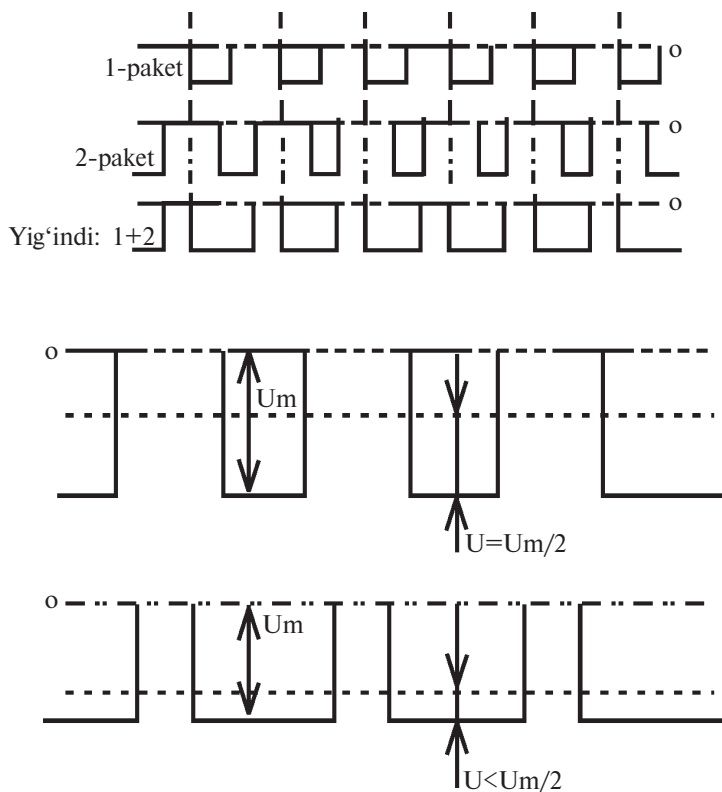 o
1-paket
o
2-paket
o
Yig‘indi: 1+2
o
Um
U=Um/2
o
Um
U<Um/2